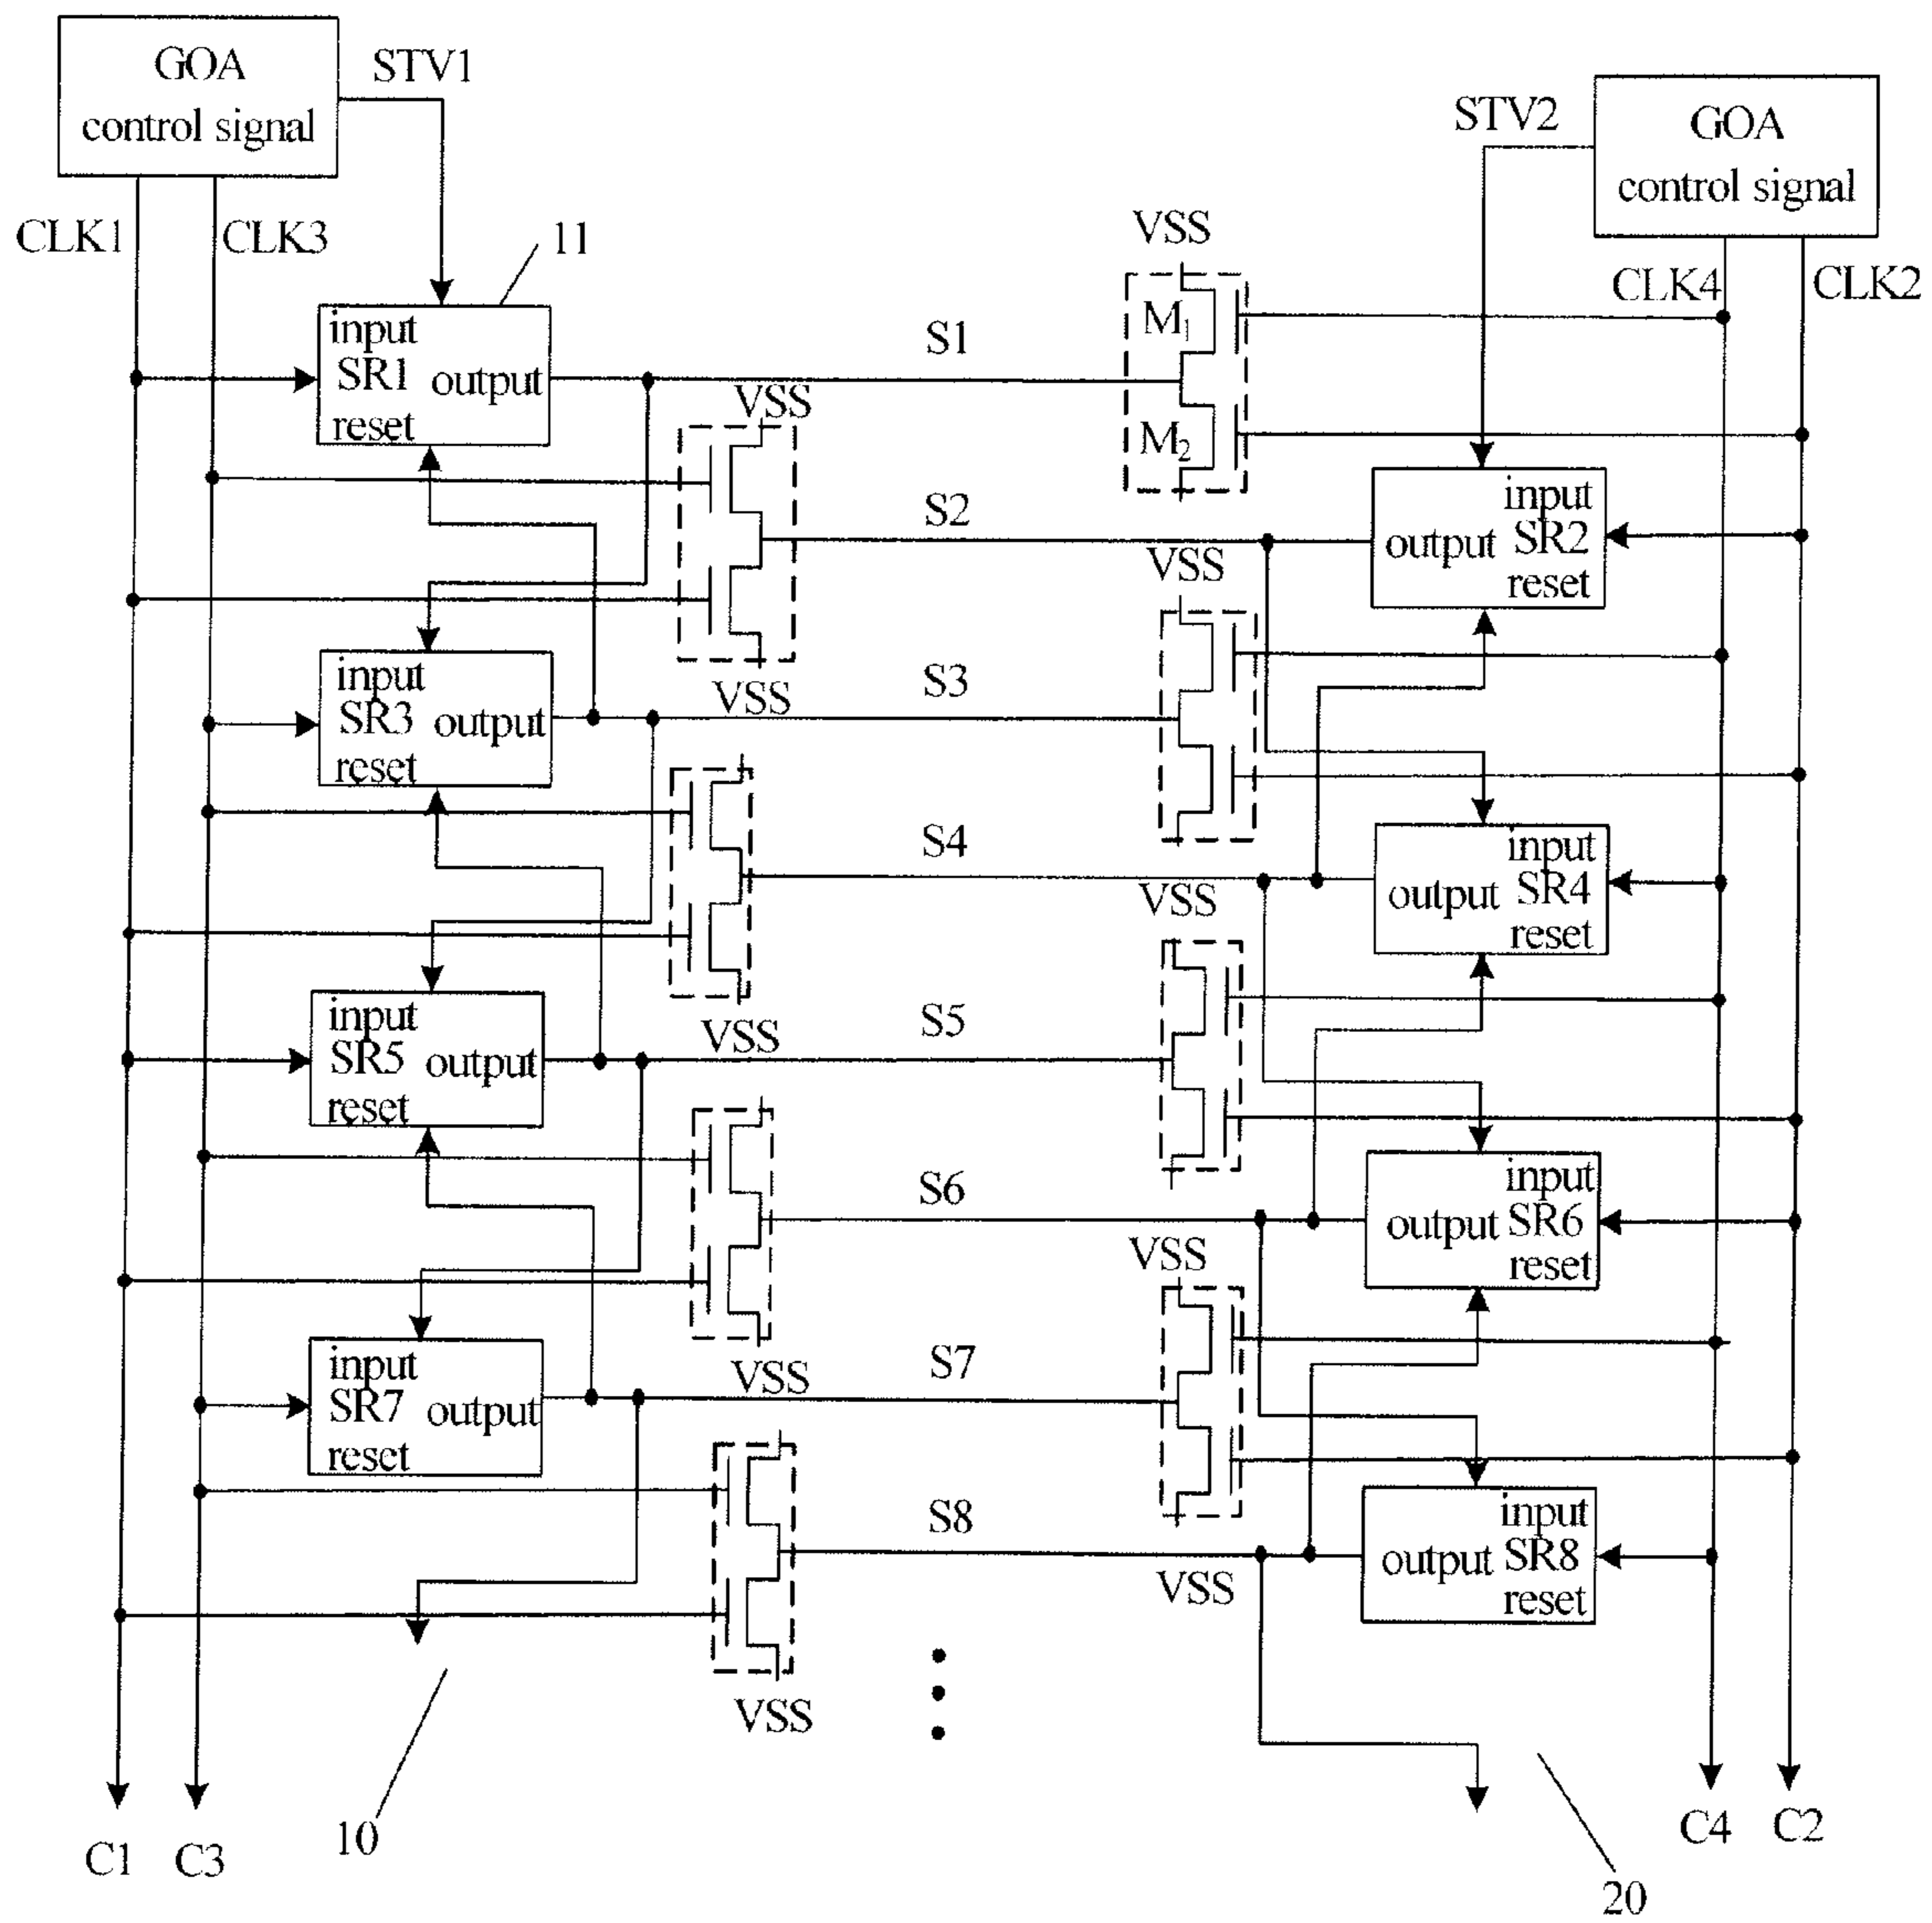 GOA
control signal
STV1
CLK1
CLK3
11
STV2
GOA
control signal
CLK4
CLK2
VSS
M1
M2
input
SR1 output
reset
S1
VSS
S2
input
output SR2
reset
VSS
input
SR3 output
reset
VSS
S3
S4
VSS
input
output SR4
reset
input
SR5 output
reset
VSS
S5
S6
input
output SR6
reset
VSS
input
SR7 output
reset
VSS
S7
S8
VSS
input
output SR8
reset
VSS
10
20
C1
C3
C4
C2